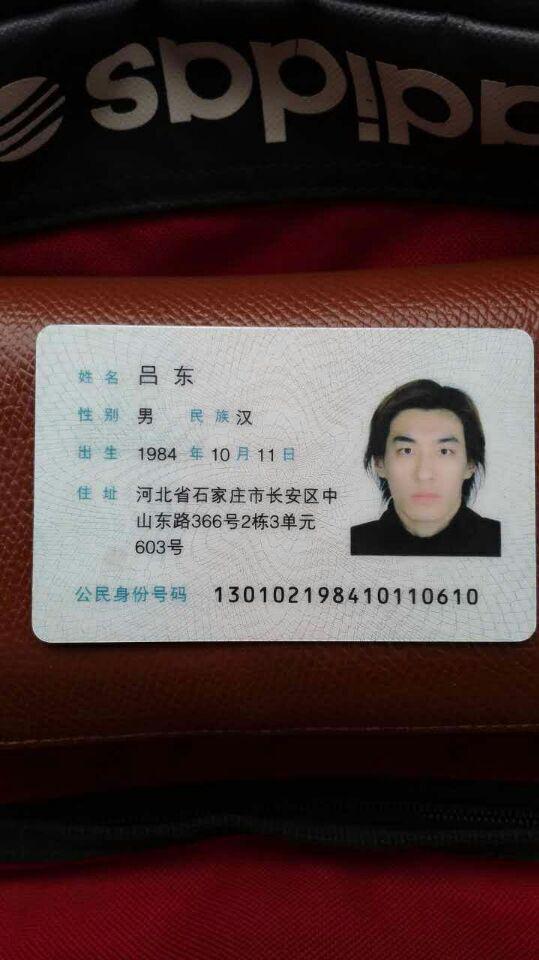 adidas
姓名 吕东
性别 男 民族 汉
出生 1984 年 10 月 11 日
住址 河北省石家庄市长安区中
山东路366号2栋3单元
603号
公民身份号码 130102198410110610